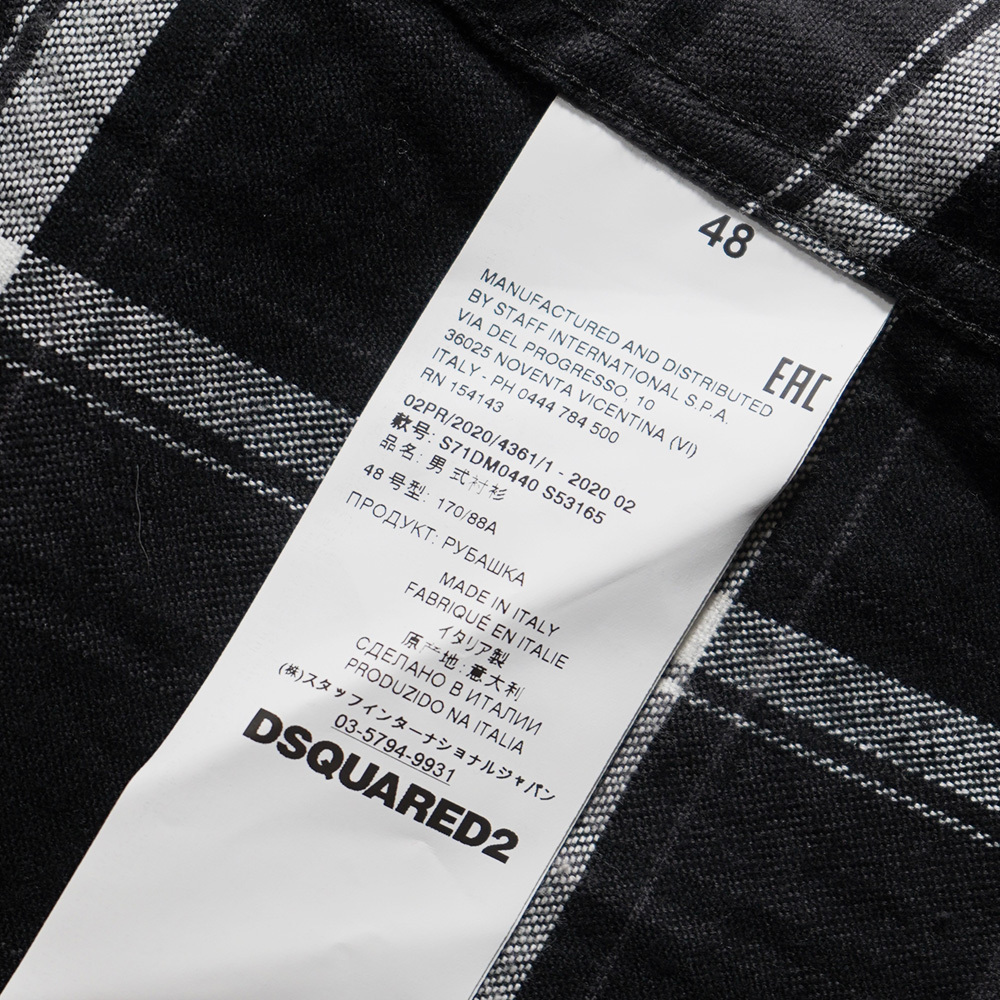 48
MANUFACTURED AND DISTRIBUTED
BY STAFF INTERNATIONAL S.P.A.
VIA DEL PROGRESSO, 10
36025 NOVENTA VICENTINA (VI)
ITALY - PH 0444 784 500
RN 154143
EAC
02PR/2020/4361/1 - 2020 02
款号: S71DM0440 S53165
品名: 男式衬衫
48 号型: 170/88A
ПРОДУКТ: РУБАШКА
MADE IN ITALY
FABRIQUÉ EN ITALIE
イタリア製
原产地: 意大利
СДЕЛАНО В ИТАЛИИ
PRODUZIDO NA ITALIA
(株)スタッフインターナショナルジャパン
03-5794-9931
DSQUARED2